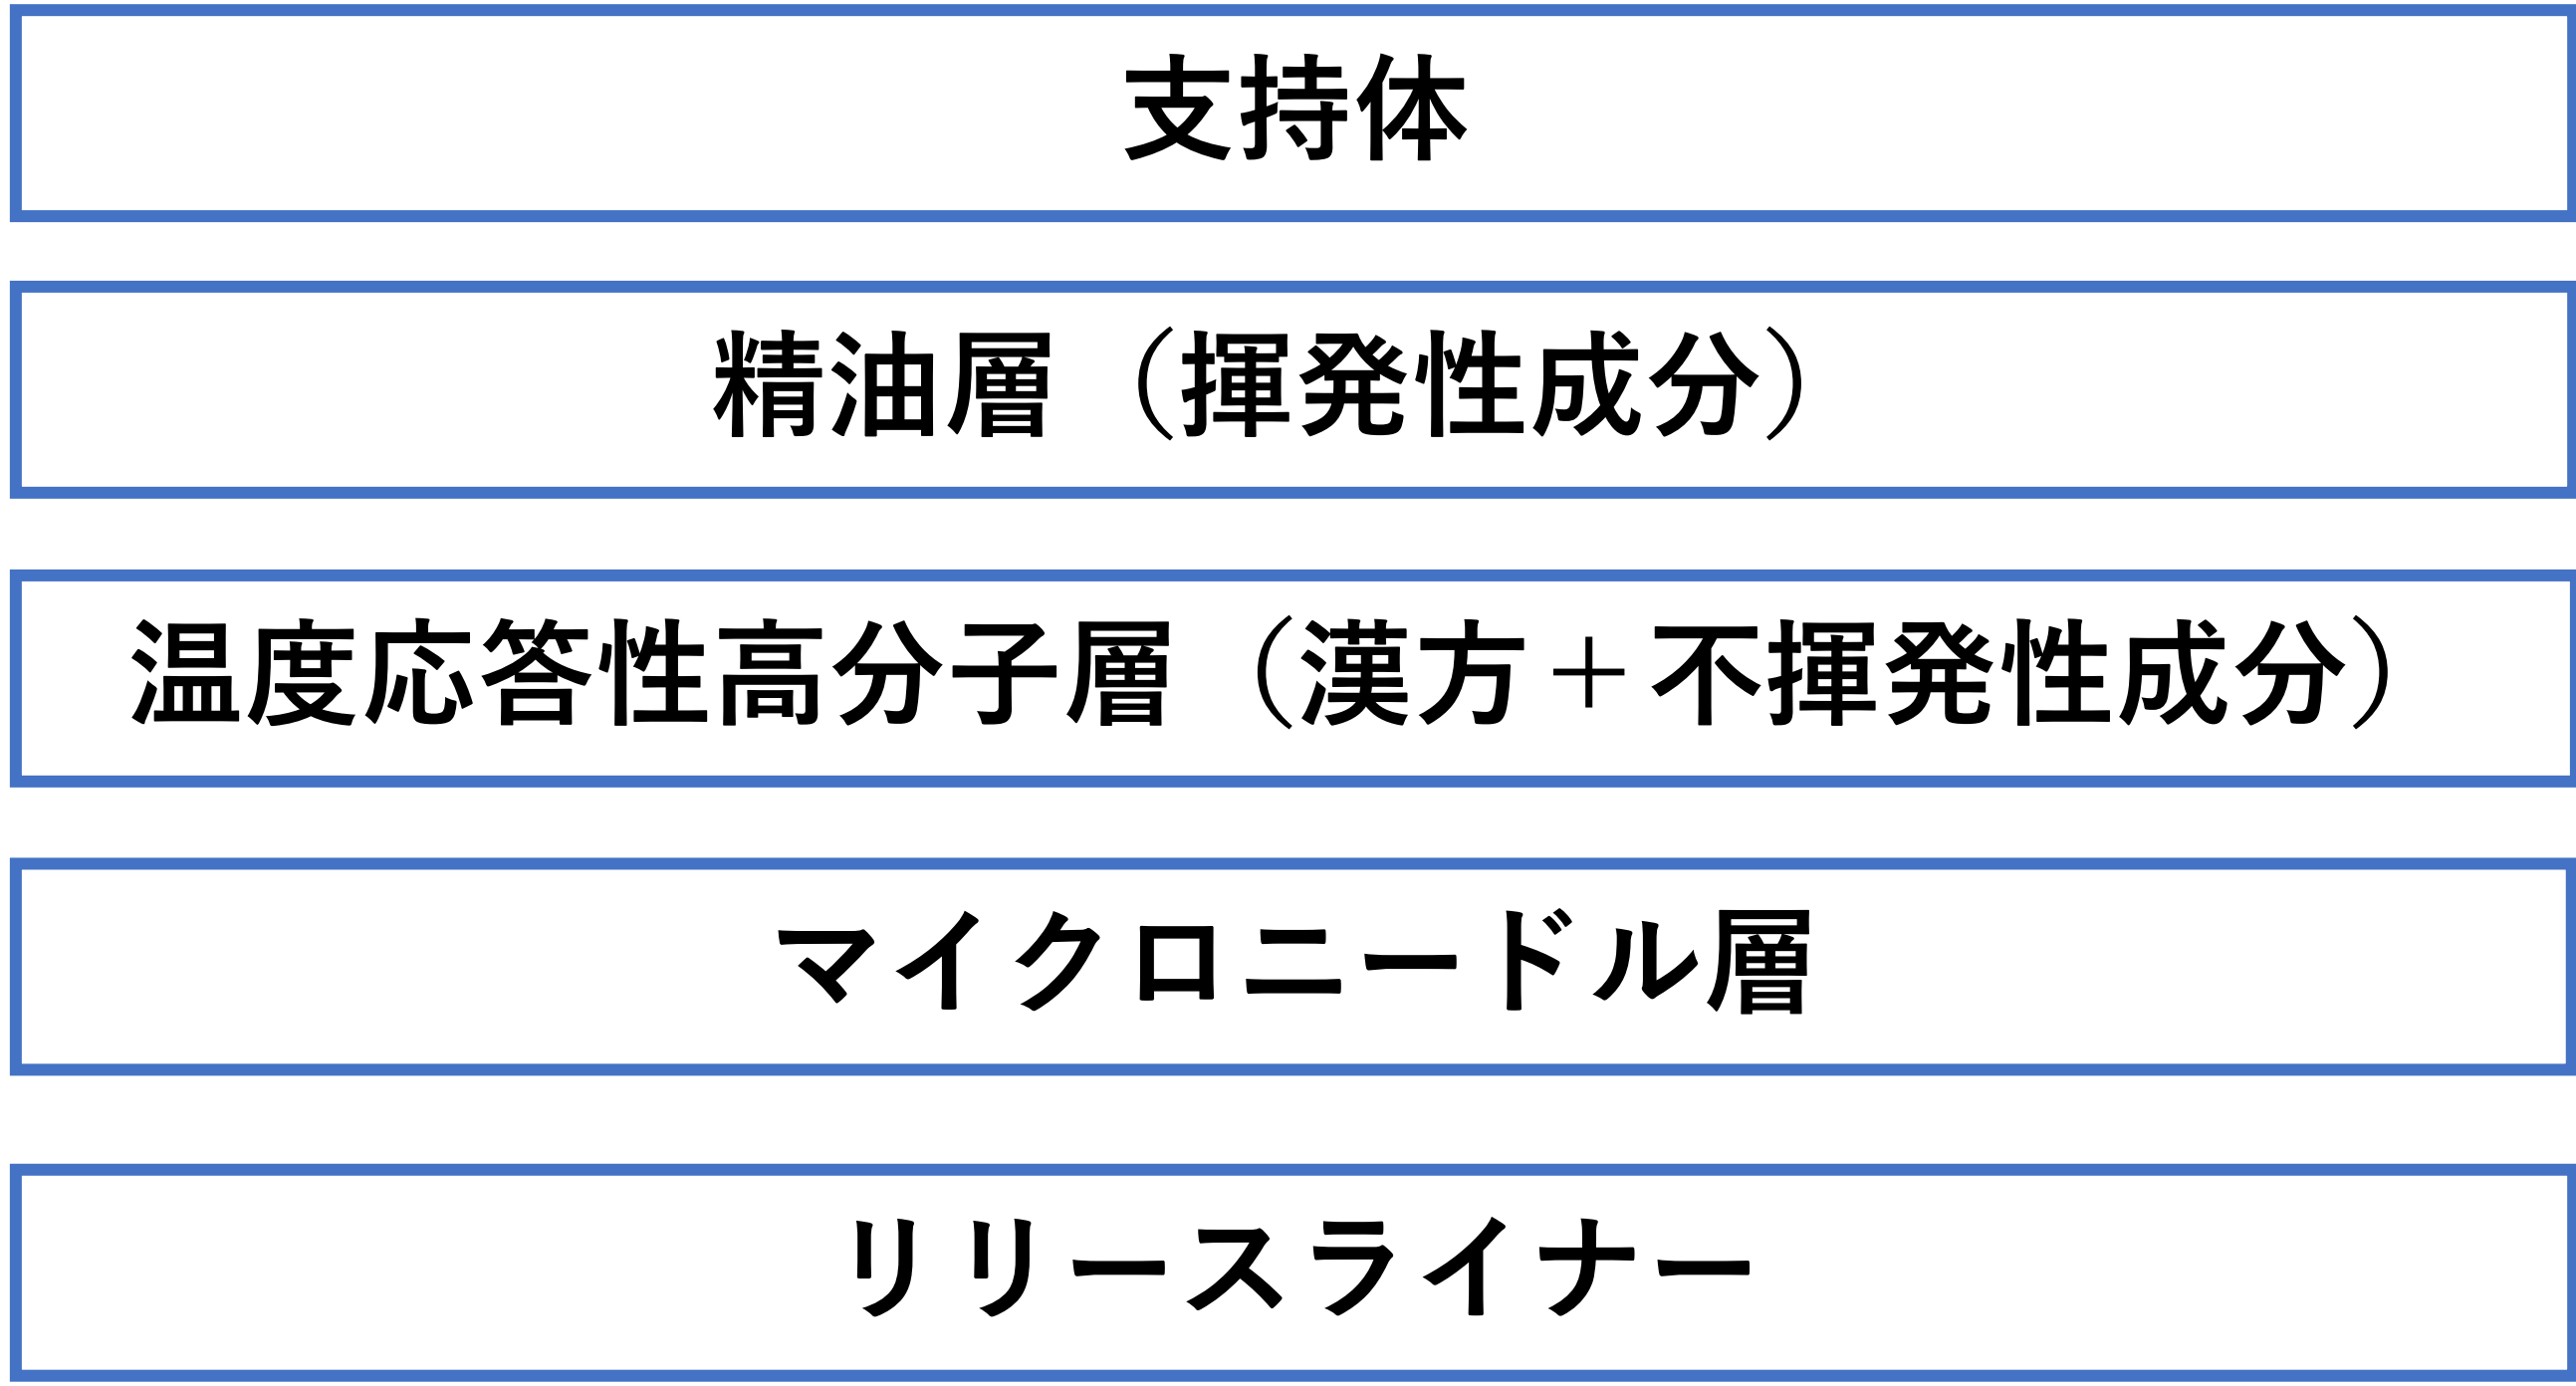 支持体
精油層（揮発性成分）
温度応答性高分子層（漢方＋不揮発性成分）
マイクロニードル層
リリースライナー